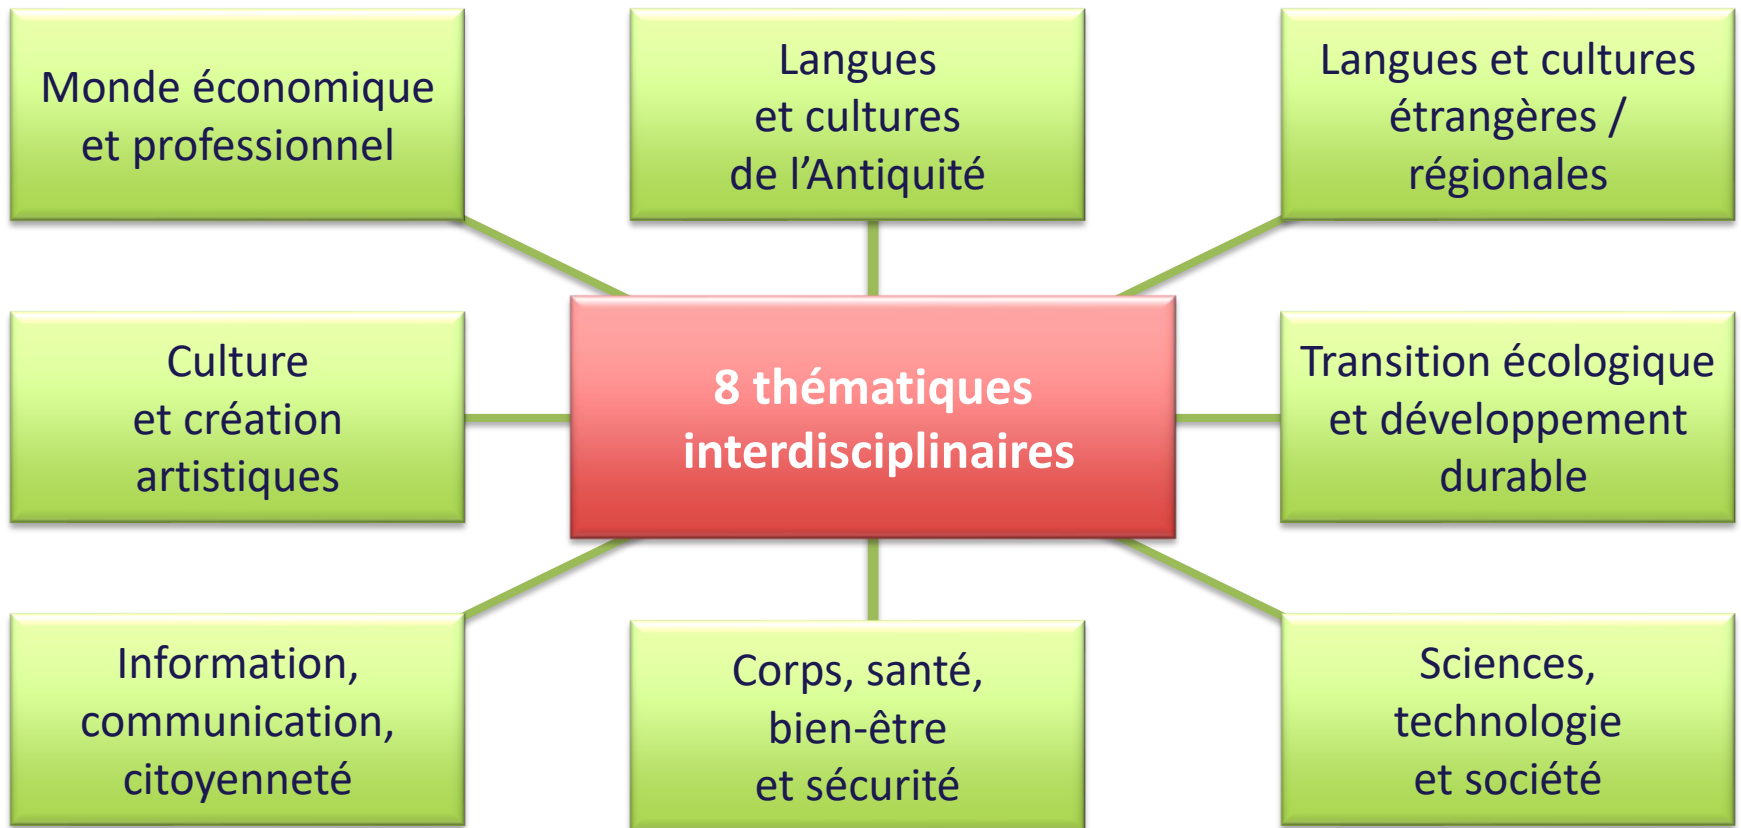 Monde économique
et professionnel
Langues
et cultures
de l’Antiquité
Langues et cultures
étrangères /
régionales
Culture
et création
artistiques
8 thématiques
interdisciplinaires
Transition écologique
et développement
durable
Information,
communication,
citoyenneté
Corps, santé,
bien-être
et sécurité
Sciences,
technologie
et société